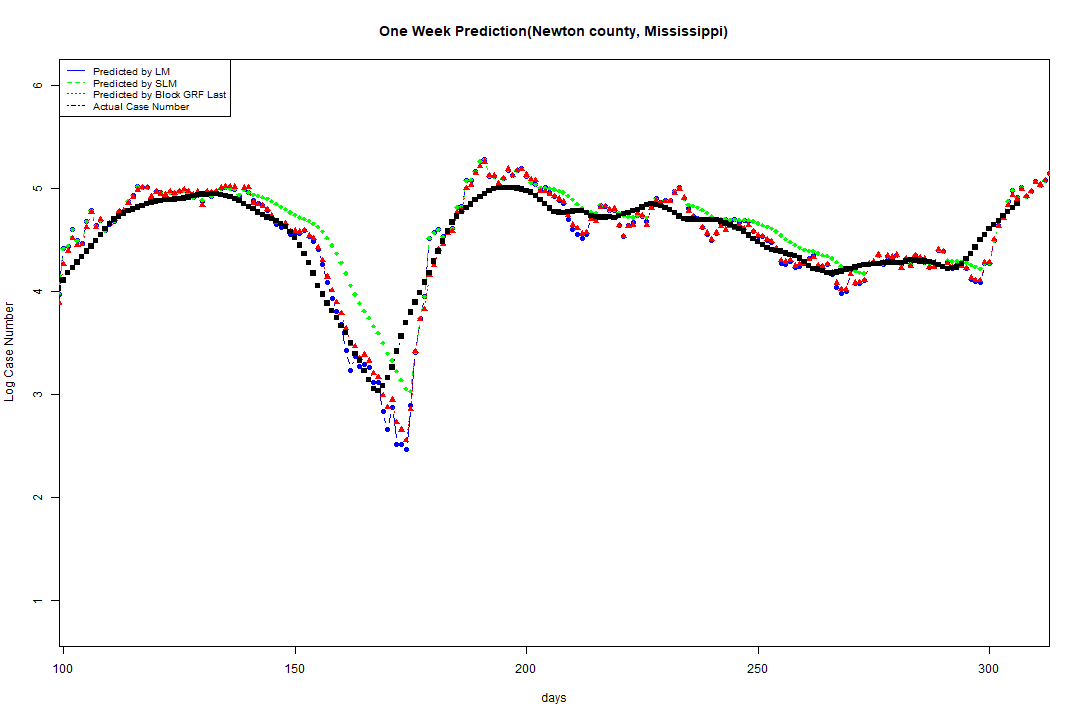 One Week Prediction(Newton county, Mississippi)
Predicted by LM
Predicted by SLM
Predicted by Block GRF Last
Actual Case Number
6
5
4
3
2
1
Log Case Number
100 150 200 250 300
days